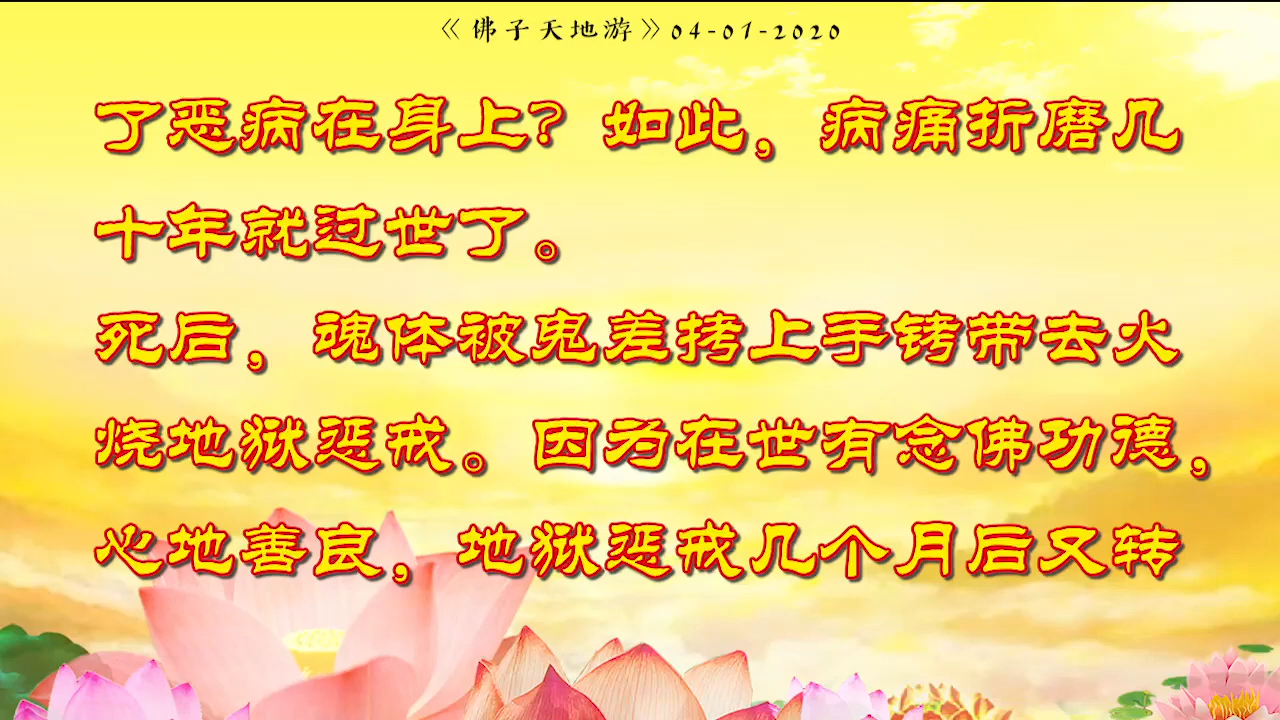 《佛子天地游》04-01-2020
了恶病在身上？如此，病痛折磨几
十年就过世了。
死后，魂体被鬼差拷上手铐带去火
烧地狱惩戒。因为在世有念佛功德，
心地善良，地狱惩戒几个月后又转